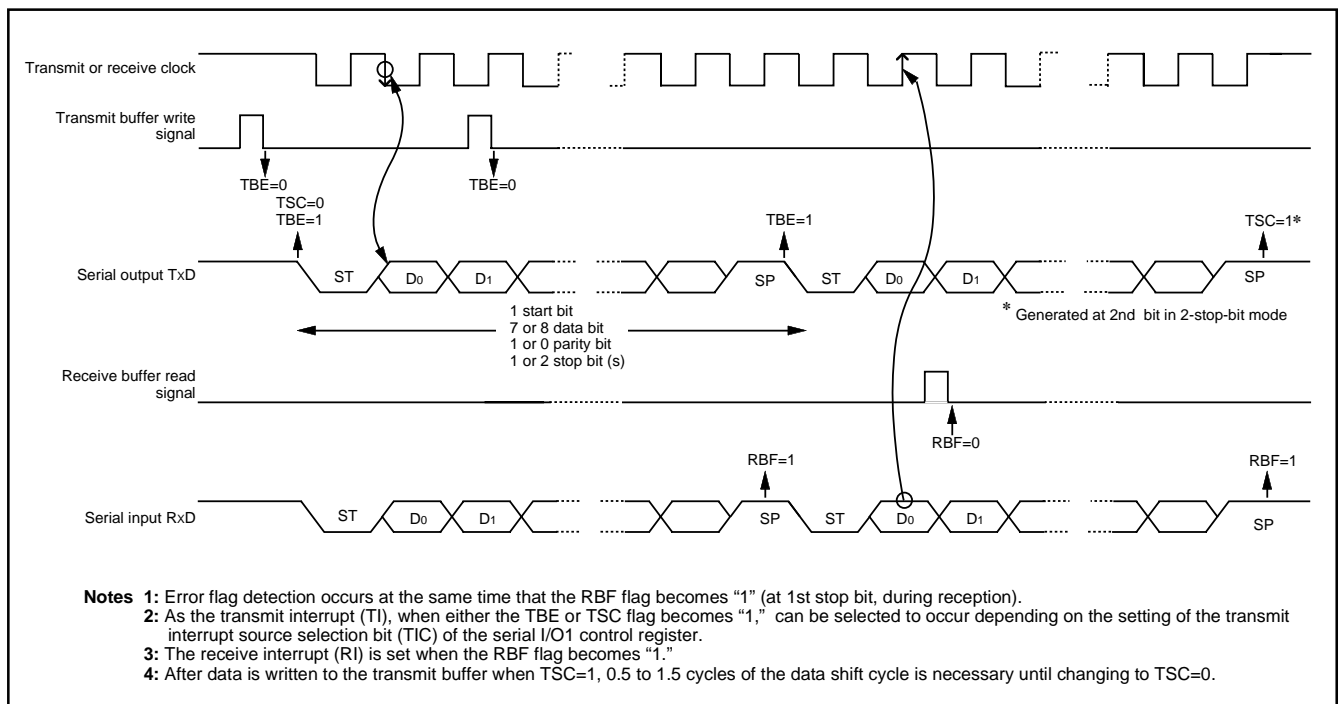 Transmit or receive clock
Transmit buffer write
signal
TBE=0
TBE=0
TSC=0
TBE=1
TBE=1
TSC=1*
Serial output TxD
ST
D0
D1
SP
ST
D0
D1
SP
1 start bit
7 or 8 data bit
1 or 0 parity bit
1 or 2 stop bit (s)
* Generated at 2nd bit in 2-stop-bit mode
Receive buffer read
signal
RBF=0
RBF=1
RBF=1
Serial input RxD
ST
D0
D1
SP
ST
D0
D1
SP
Notes 1: Error flag detection occurs at the same time that the RBF flag becomes “1” (at 1st stop bit, during reception).
2: As the transmit interrupt (TI), when either the TBE or TSC flag becomes “1,” can be selected to occur depending on the setting of the transmit
interrupt source selection bit (TIC) of the serial I/O1 control register.
3: The receive interrupt (RI) is set when the RBF flag becomes “1.”
4: After data is written to the transmit buffer when TSC=1, 0.5 to 1.5 cycles of the data shift cycle is necessary until changing to TSC=0.